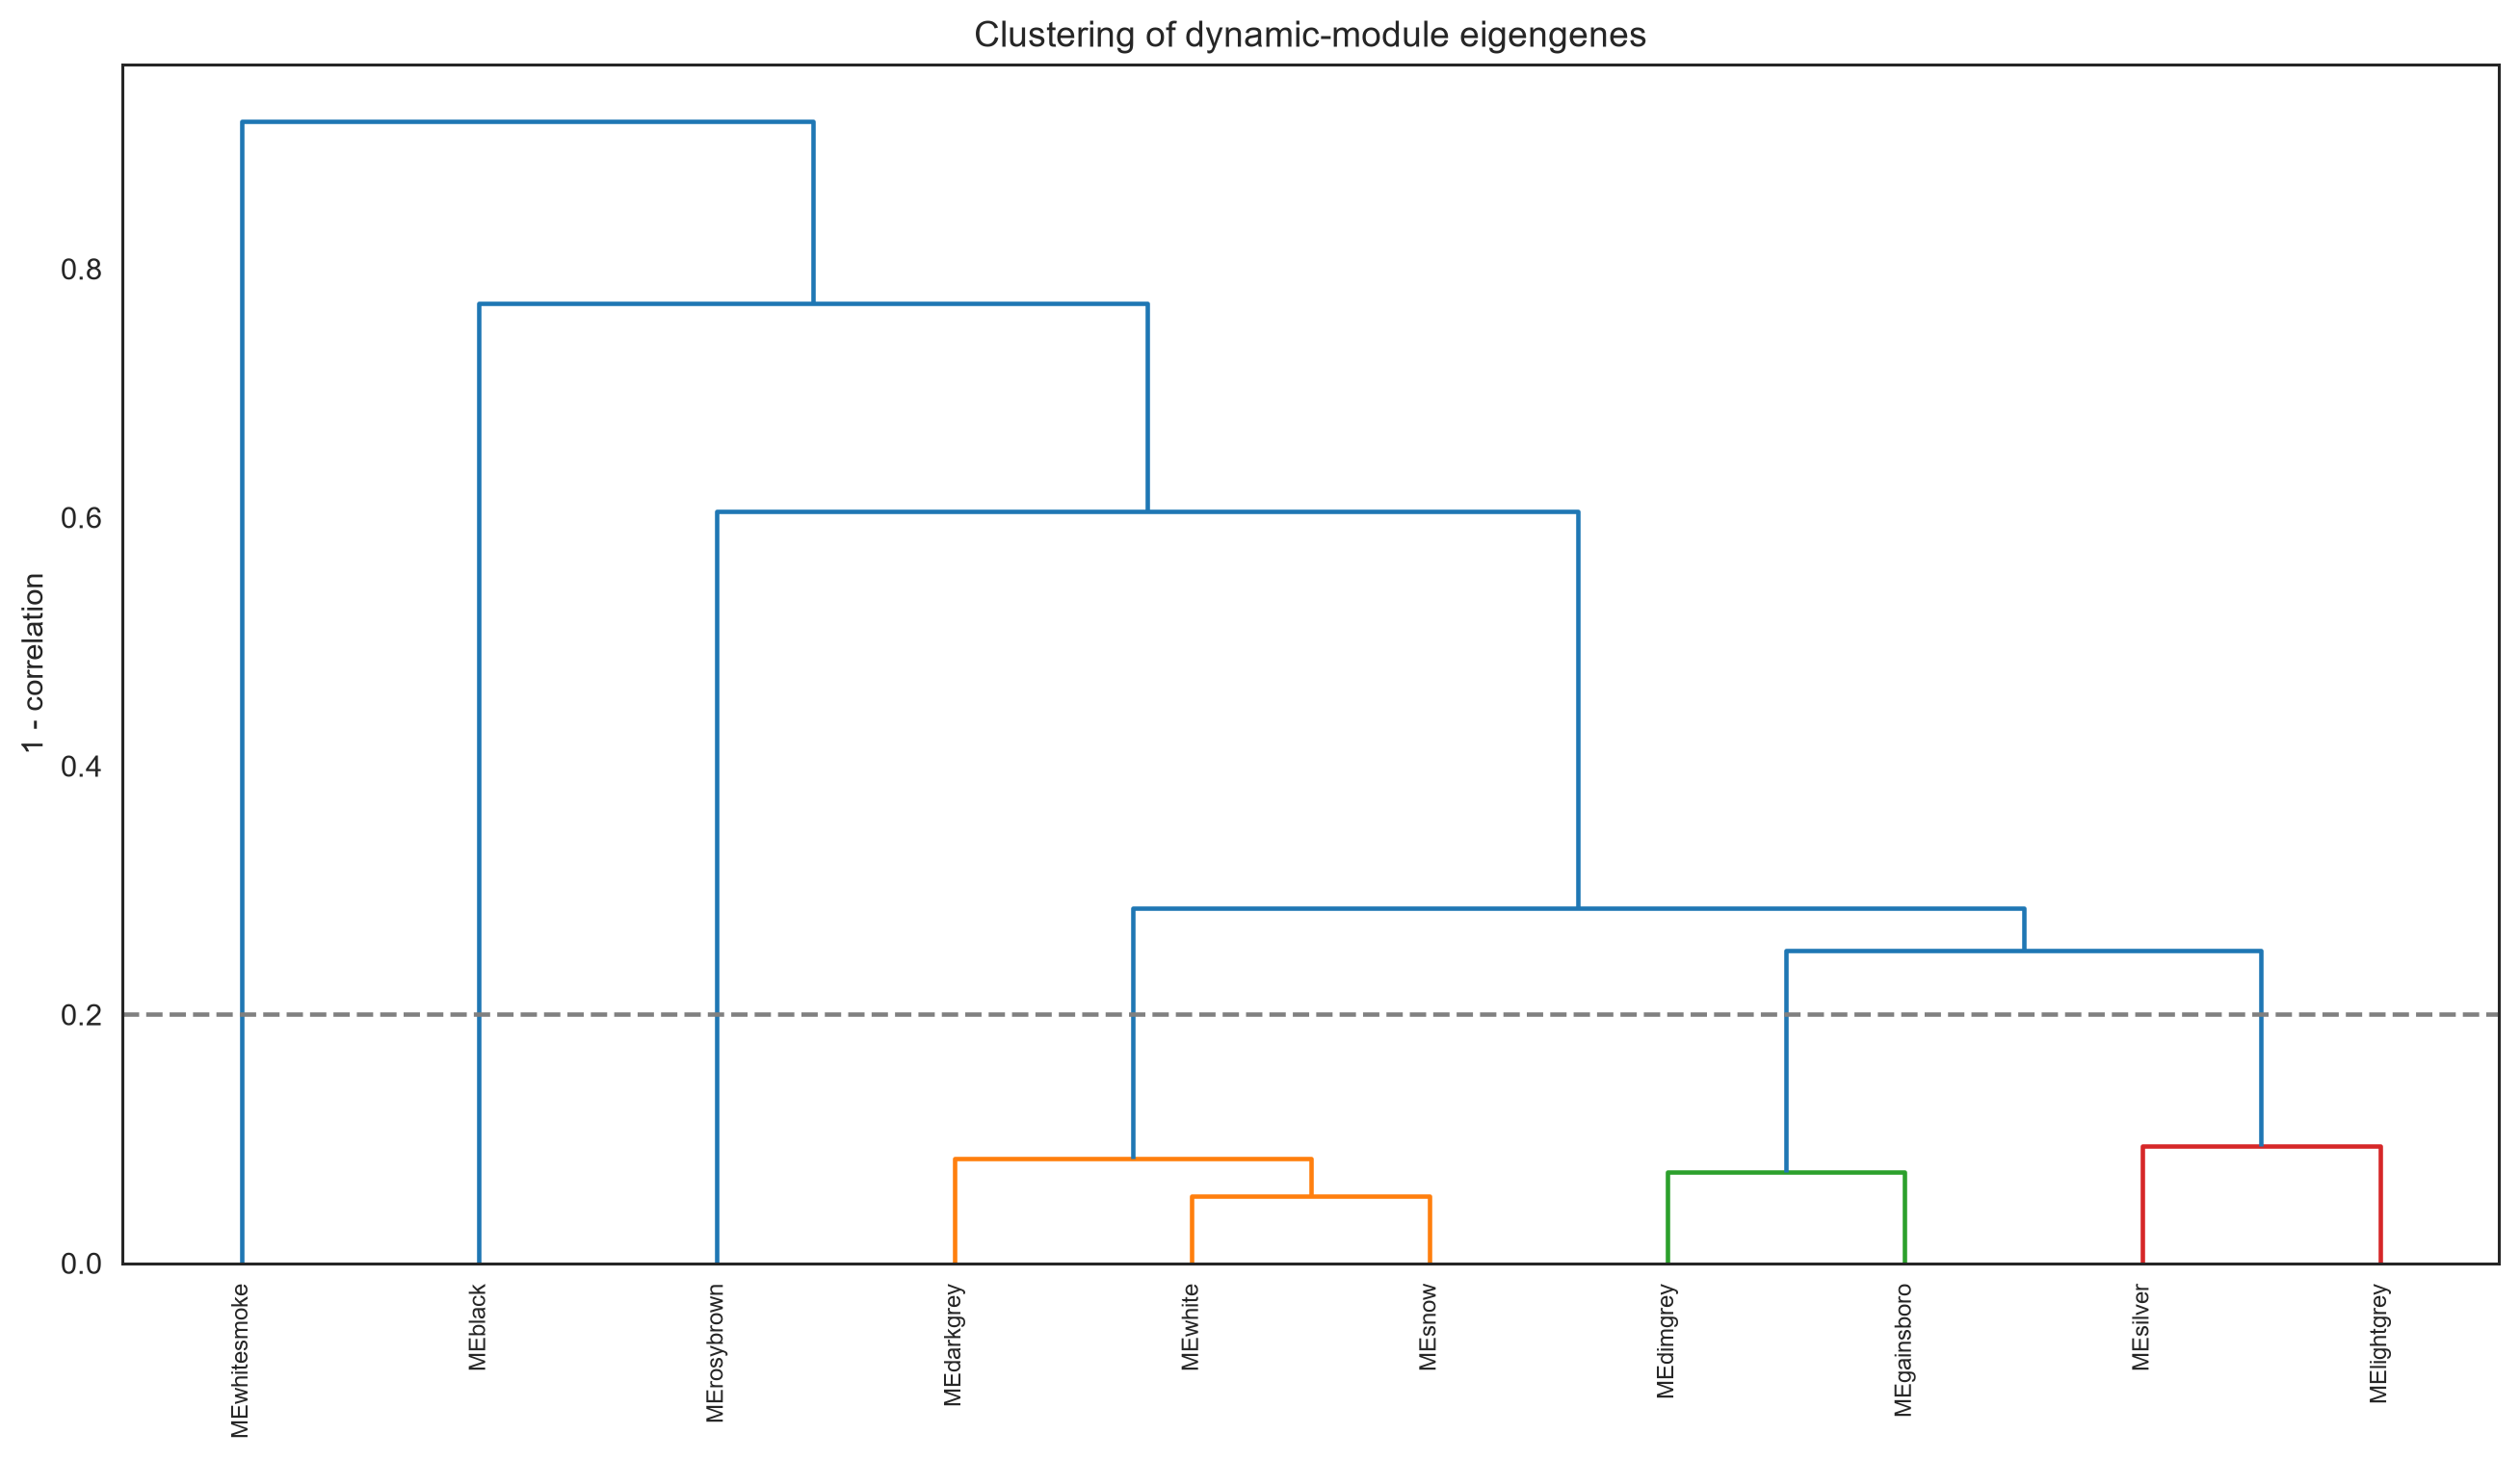 Clustering of dynamic-module eigengenes
1 - correlation
0.8
0.6
0.4
0.2
0.0
MEwhitesmoke
MEblack
MErosybrown
MEdarkgrey
MEwhite
MEsnow
MEdimgrey
MEgainsboro
MEsilver
MElightgrey